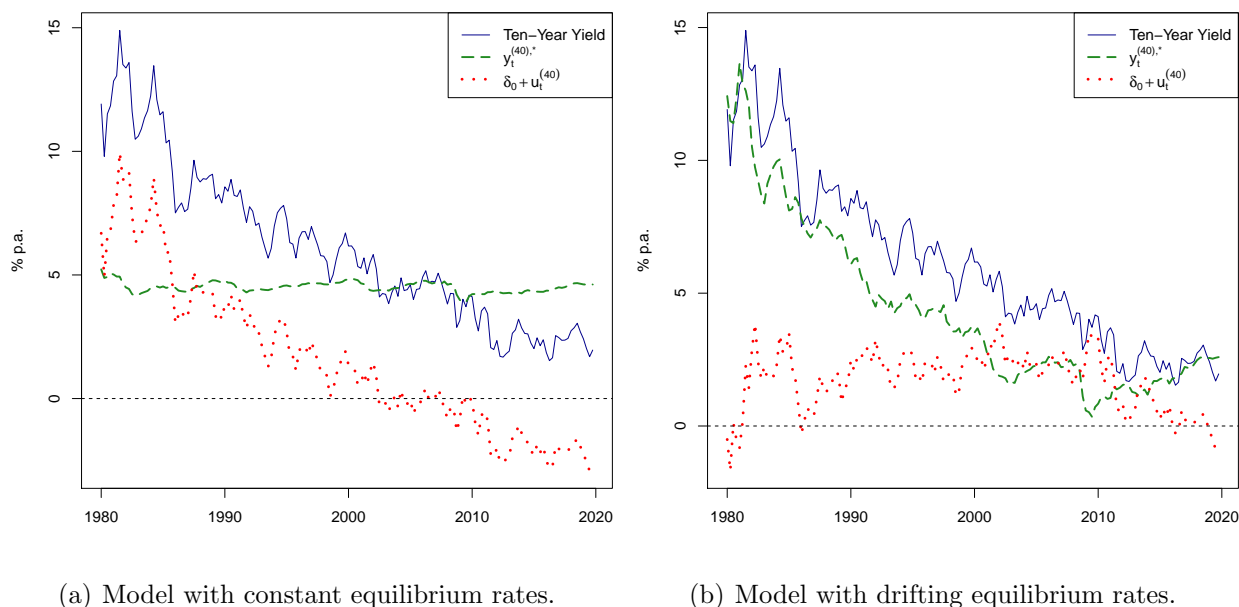 15
10
5
0
% p.a.
1980
1990
2000
2010
2020
Ten−Year Yield
y_t^{(40),*}
δ₀ + u_t^{(40)}
(a) Model with constant equilibrium rates.
15
10
5
0
% p.a.
1980
1990
2000
2010
2020
Ten−Year Yield
y_t^{(40),*}
δ₀ + u_t^{(40)}
(b) Model with drifting equilibrium rates.